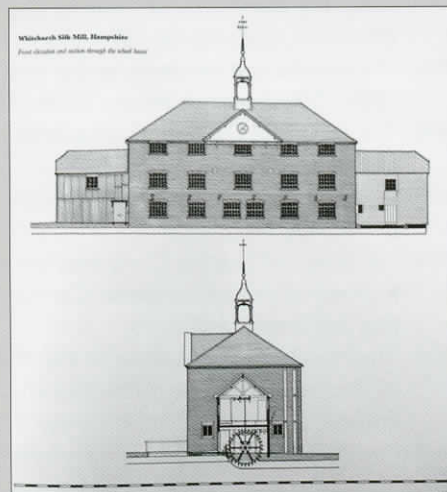 Whitchurch Silk Mill, Hampshire
Front elevation and section through the wheel house